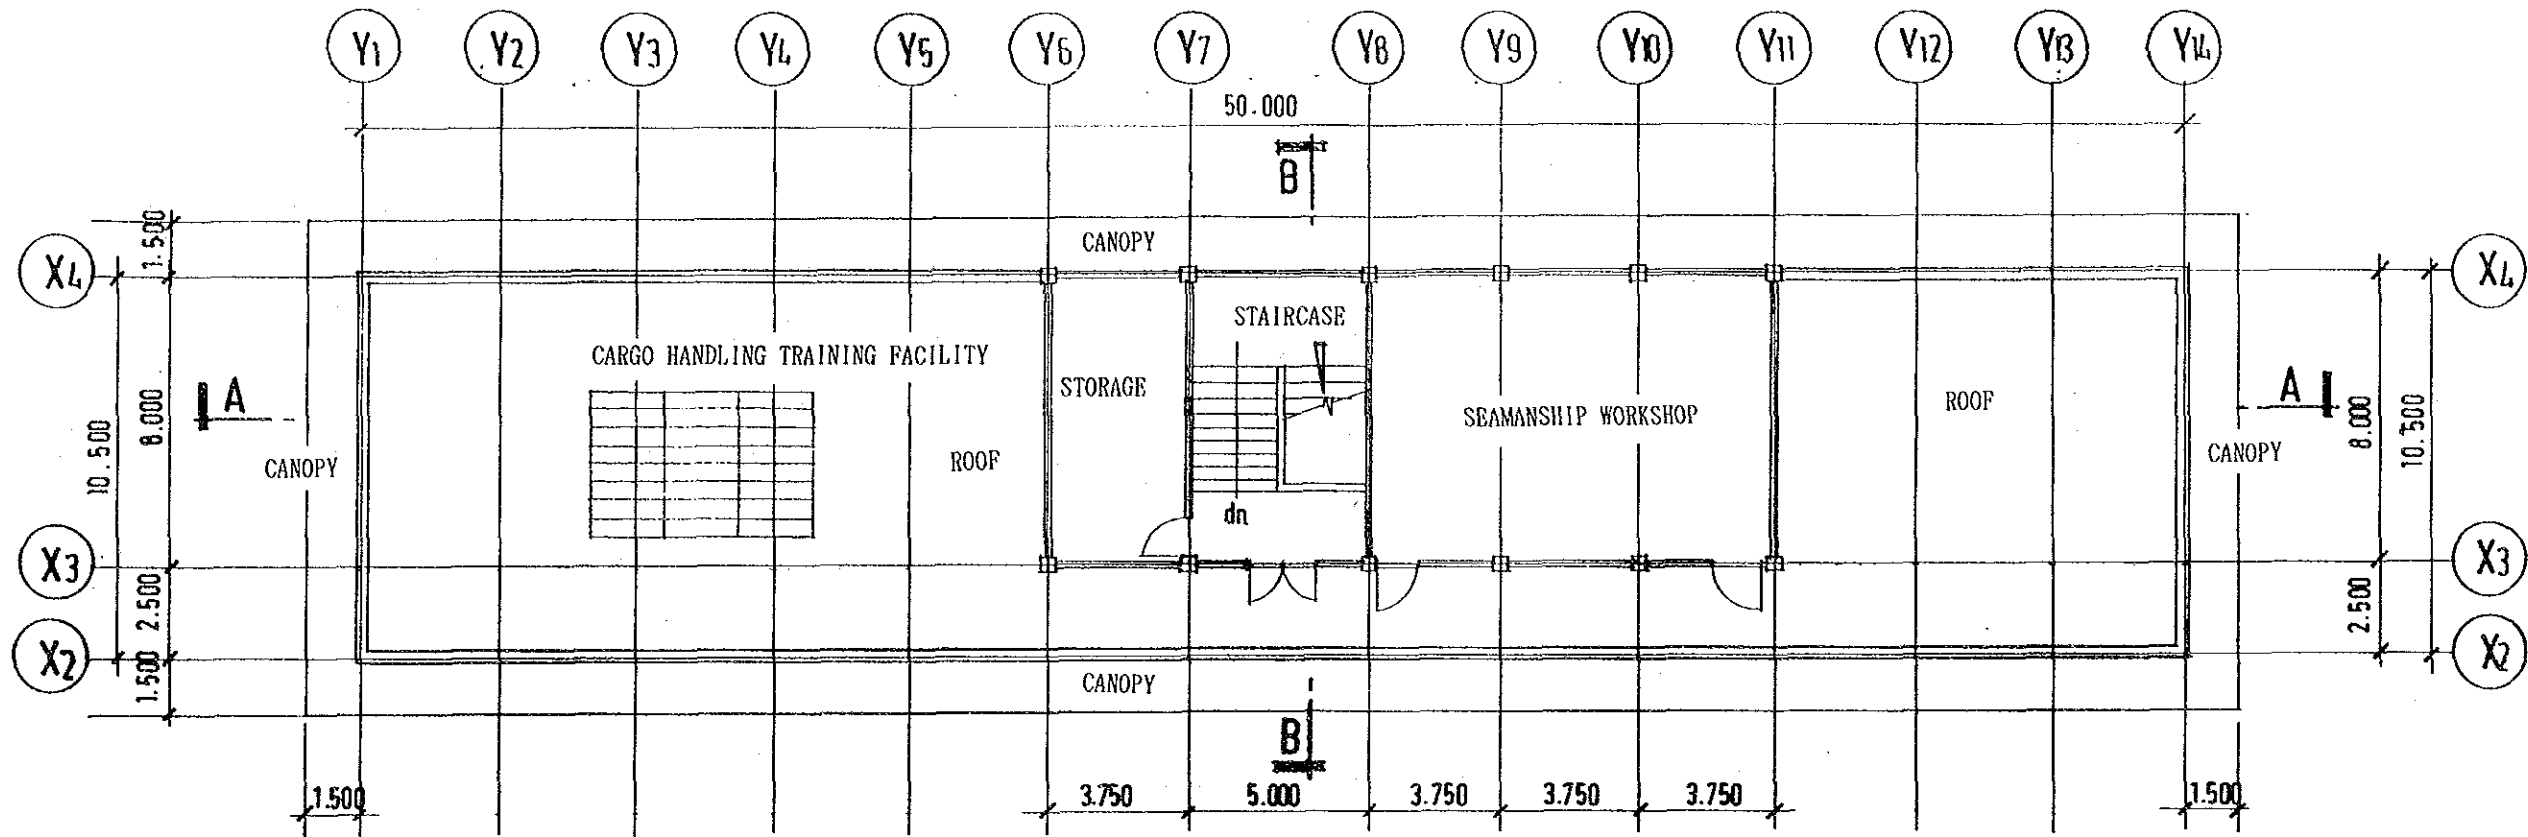 Y1 Y2 Y3 Y4 Y5 Y6 Y7 Y8 Y9 Y10 Y11 Y12 Y13 Y14
50.000
B
1.500
CANOPY
X4
X4
STAIRCASE
CARGO HANDLING TRAINING FACILITY
STORAGE
A
A
ROOF
SEAMANSHIP WORKSHOP
8.000
10.500
8.000
10.500
CANOPY
ROOF
CANOPY
dn
X3
X3
2.500
2.500
X2
X2
1.500
CANOPY
B
1.500
3.750
5.000
3.750
3.750
3.750
1.500